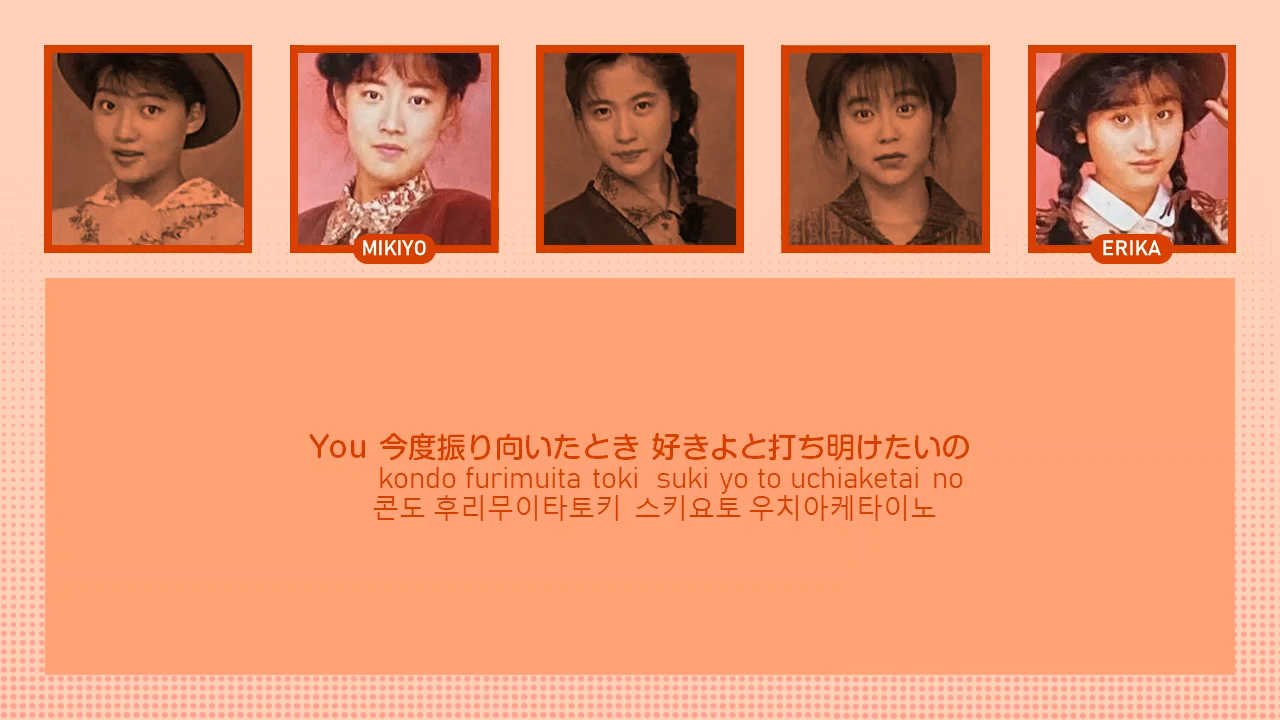 MIKIYO
ERIKA
You 今度振り向いたとき 好きよと打ち明けたいの
kondo furimuita toki suki yo to uchiaketai no
콘도 후리무이타토키 스키요토 우치아케타이노